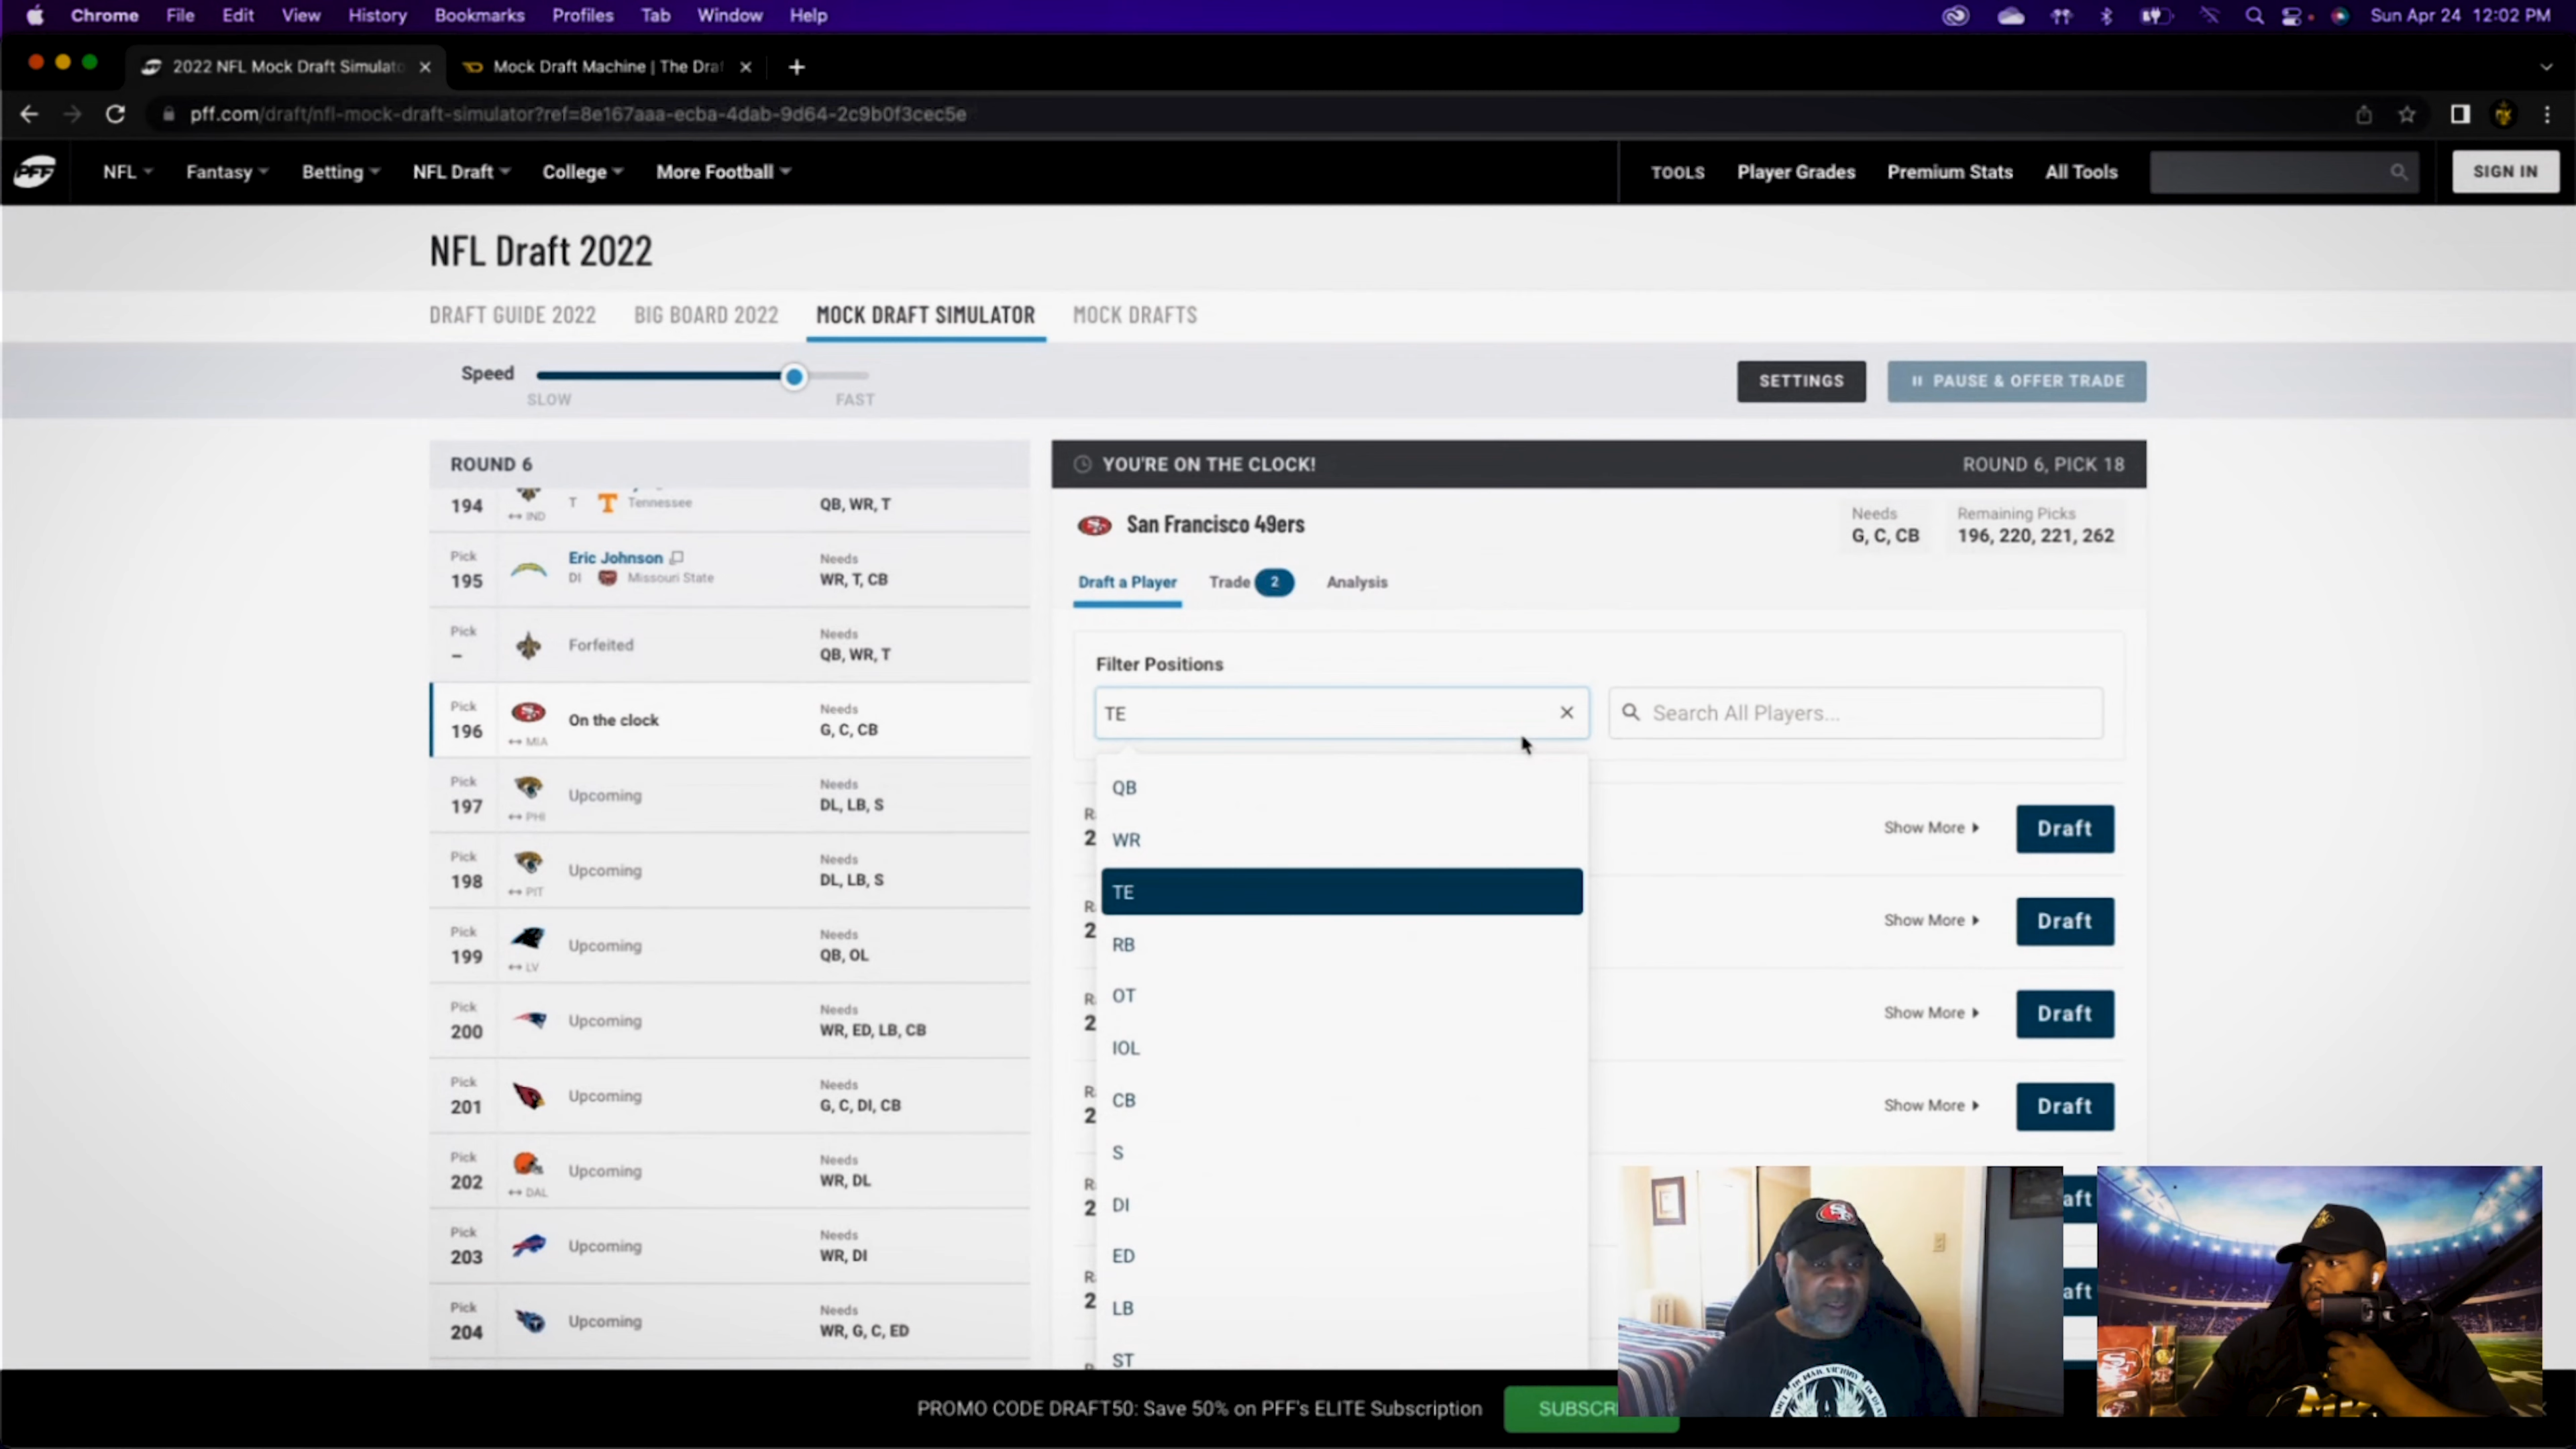 Chrome File Edit View History Bookmarks Profiles Tab Window Help
Sun Apr 24 12:02 PM
2022 NFL Mock Draft Simulato
Mock Draft Machine | The Draf
pff.com/draft/nfl-mock-draft-simulator?ref=8e167aaa-ecba-4dab-9d64-2c9b0f3cec5e
PFF NFL Fantasy Betting NFL Draft College More Football TOOLS Player Grades Premium Stats All Tools SIGN IN
NFL Draft 2022
DRAFT GUIDE 2022 BIG BOARD 2022 MOCK DRAFT SIMULATOR MOCK DRAFTS
Speed
SLOW FAST
SETTINGS PAUSE & OFFER TRADE
ROUND 6
194 IND T Tennessee QB, WR, T
Pick Eric Johnson Needs
195 DI Missouri State WR, T, CB
Pick Forfeited Needs
– QB, WR, T
Pick On the clock Needs
196 MIA G, C, CB
Pick Upcoming Needs
197 PHI DL, LB, S
Pick Upcoming Needs
198 PIT DL, LB, S
Pick Upcoming Needs
199 LV QB, OL
Pick Upcoming Needs
200 WR, ED, LB, CB
Pick Upcoming Needs
201 G, C, DI, CB
Pick Upcoming Needs
202 DAL WR, DL
Pick Upcoming Needs
203 WR, DI
Pick Upcoming Needs
204 WR, G, C, ED
YOU'RE ON THE CLOCK! ROUND 6, PICK 18
San Francisco 49ers
Needs Remaining Picks
G, C, CB 196, 220, 221, 262
Draft a Player Trade 2 Analysis
Filter Positions
TE
Search All Players...
QB
WR
TE
RB
OT
IOL
CB
S
DI
ED
LB
ST
Show More Draft
Show More Draft
Show More Draft
Show More Draft
aft
aft
PROMO CODE DRAFT50: Save 50% on PFF's ELITE Subscription
SUBSCRI